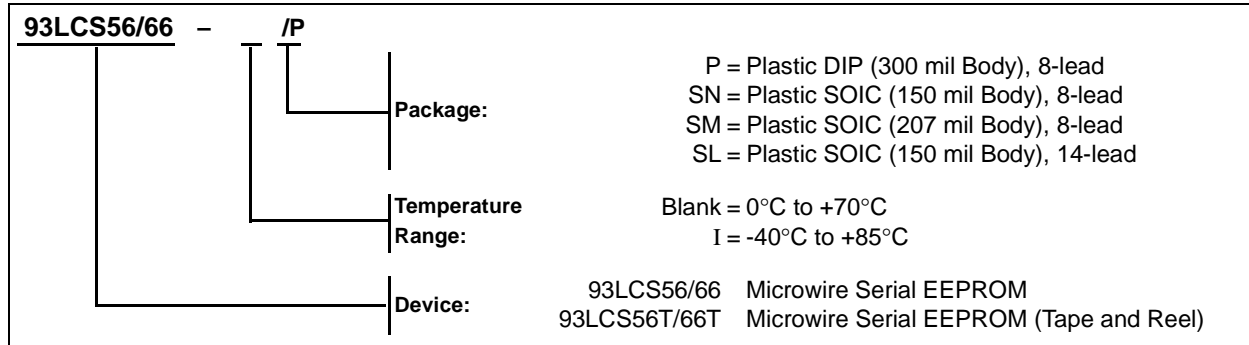 93LCS56/66 – /P
Package:
P = Plastic DIP (300 mil Body), 8-lead
SN = Plastic SOIC (150 mil Body), 8-lead
SM = Plastic SOIC (207 mil Body), 8-lead
SL = Plastic SOIC (150 mil Body), 14-lead
Temperature
Range:
Blank = 0°C to +70°C
I = -40°C to +85°C
Device:
93LCS56/66 Microwire Serial EEPROM
93LCS56T/66T Microwire Serial EEPROM (Tape and Reel)